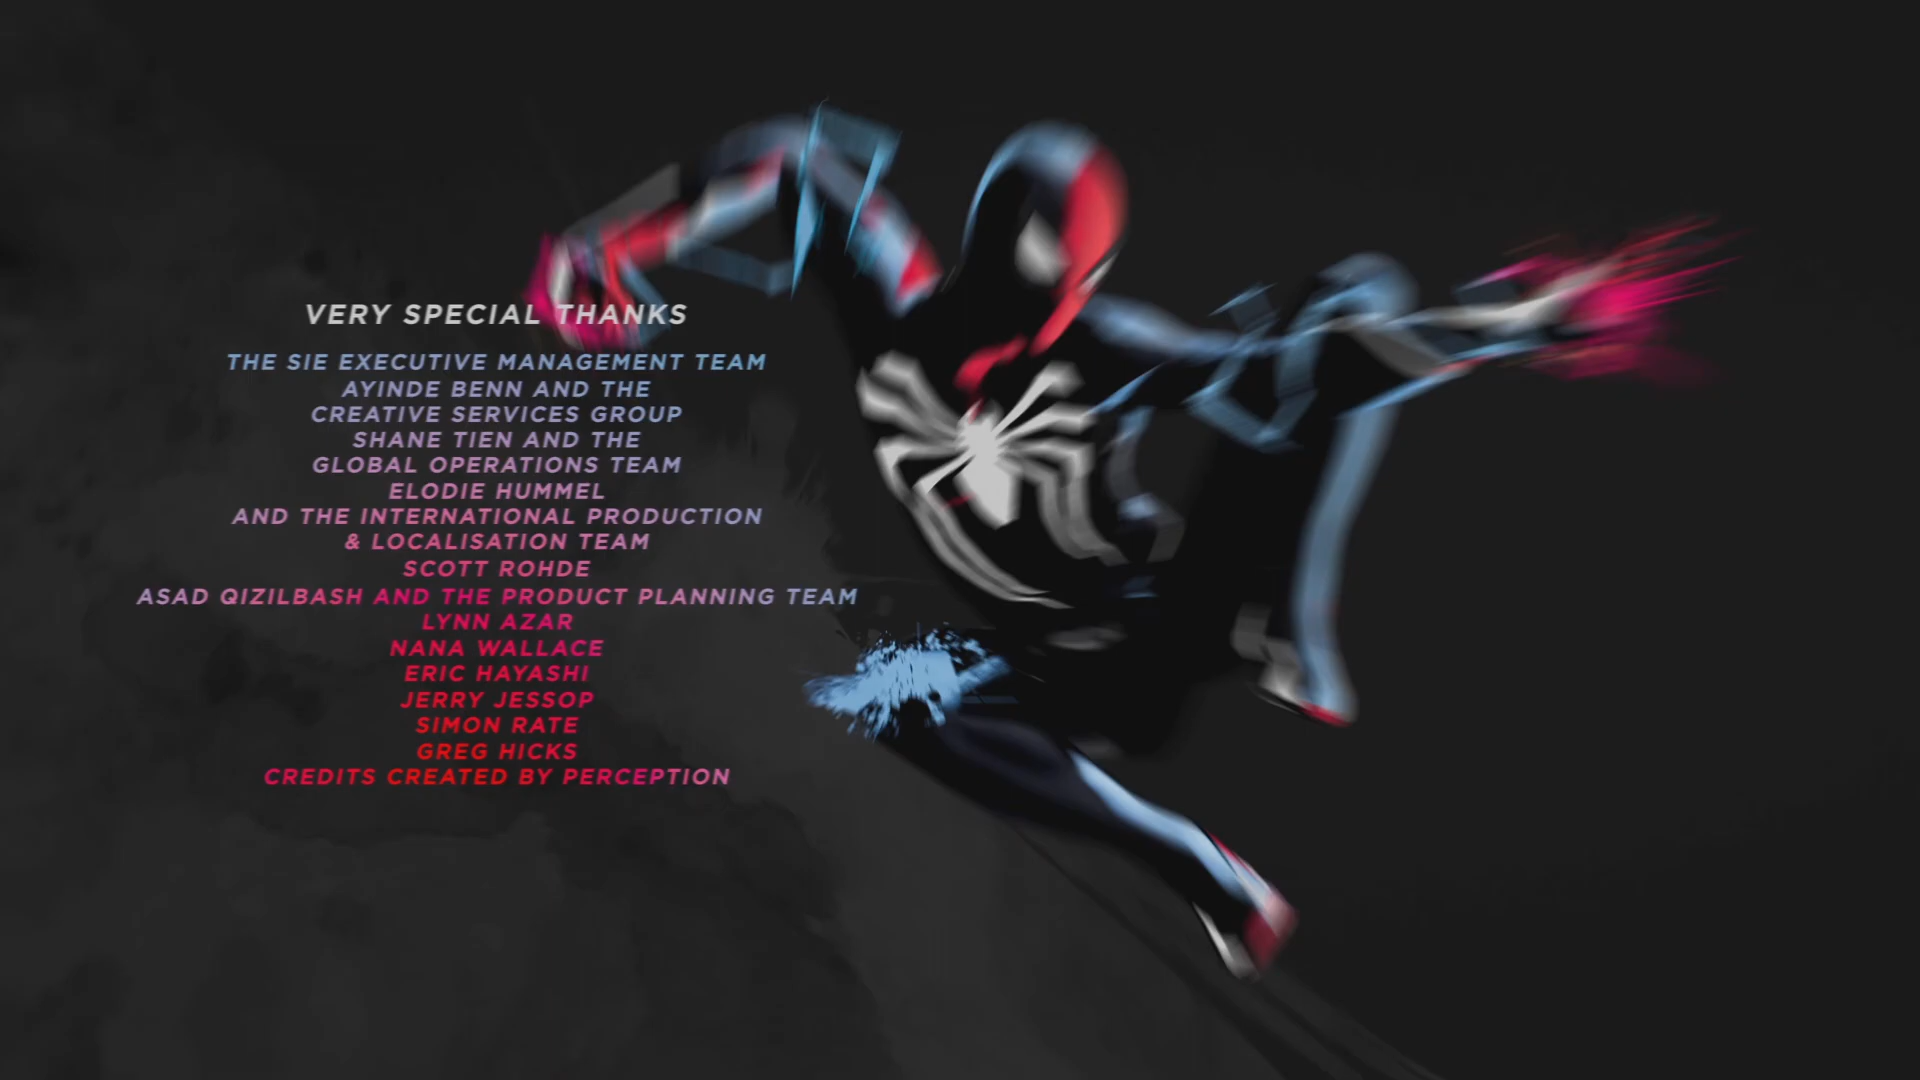 VERY SPECIAL THANKS
THE SIE EXECUTIVE MANAGEMENT TEAM
AYINDE BENN AND THE
CREATIVE SERVICES GROUP
SHANE TIEN AND THE
GLOBAL OPERATIONS TEAM
ELODIE HUMMEL
AND THE INTERNATIONAL PRODUCTION
& LOCALISATION TEAM
SCOTT ROHDE
ASAD QIZILBASH AND THE PRODUCT PLANNING TEAM
LYNN AZAR
NANA WALLACE
ERIC HAYASHI
JERRY JESSOP
SIMON RATE
GREG HICKS
CREDITS CREATED BY PERCEPTION